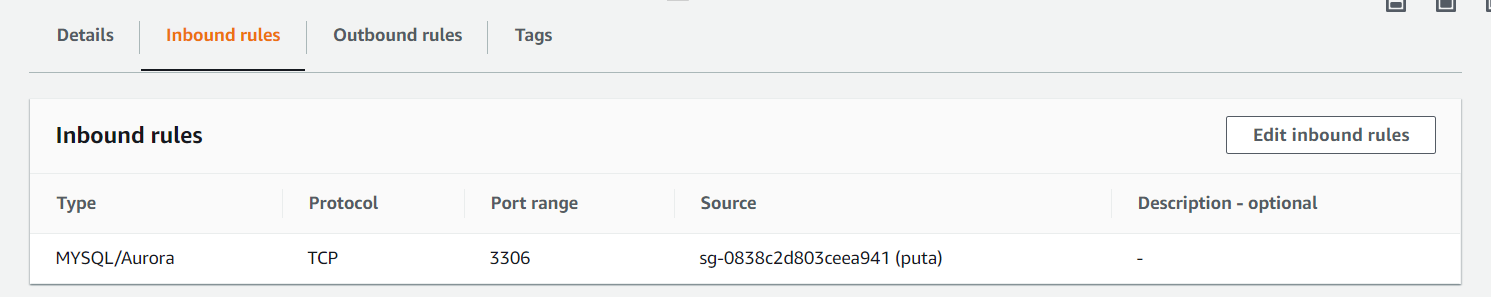 Details Inbound rules Outbound rules Tags
Inbound rules Edit inbound rules
Type Protocol Port range Source Description - optional
MYSQL/Aurora TCP 3306 sg-0838c2d803ceea941 (puta) -